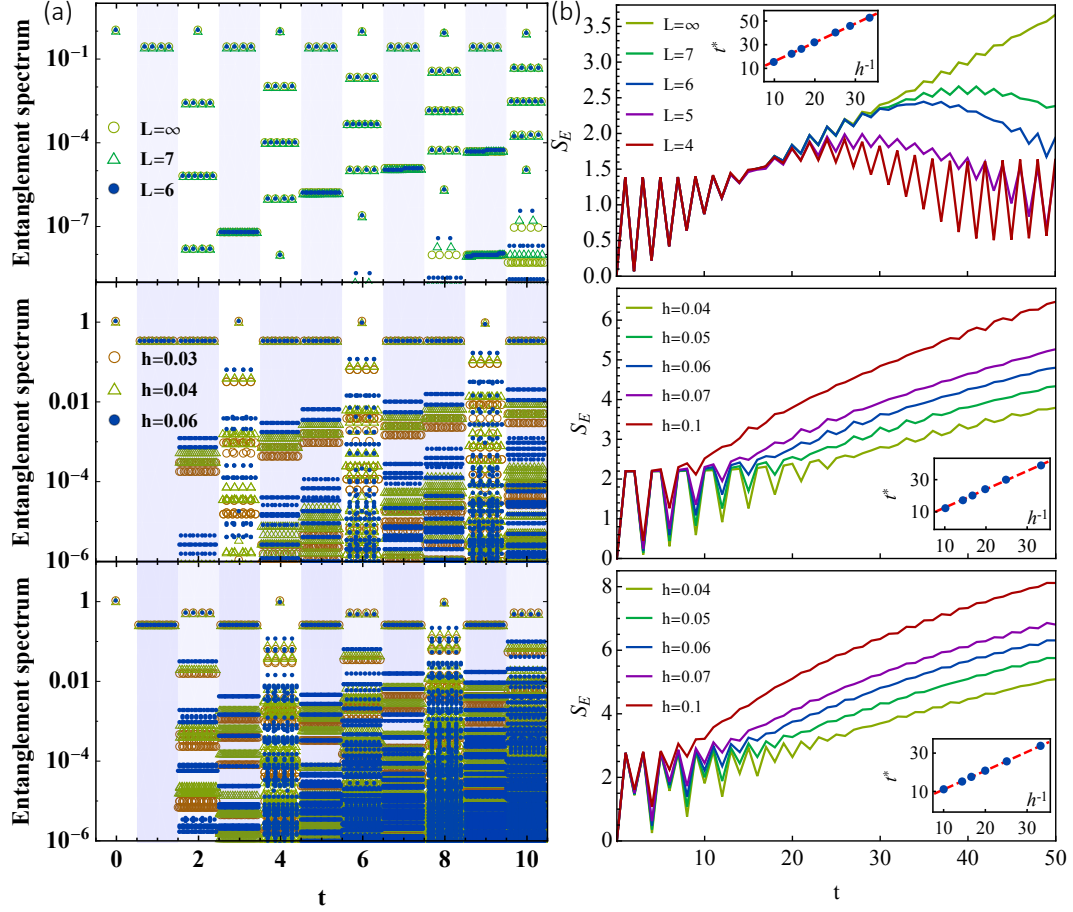 (a)
Entanglement spectrum
10⁻¹
10⁻⁴
10⁻⁷
L=∞
L=7
L=6
Entanglement spectrum
1
0.01
10⁻⁴
10⁻⁶
h=0.03
h=0.04
h=0.06
Entanglement spectrum
1
0.01
10⁻⁴
10⁻⁶
0 2 4 6 8 10
t
(b)
S_E
3.5
3.0
2.5
2.0
1.5
1.0
0.5
0.0
L=∞
L=7
L=6
L=5
L=4
t*
50
30
10
10 20 30
h⁻¹
S_E
6
4
2
0
h=0.04
h=0.05
h=0.06
h=0.07
h=0.1
t*
30
10
10 20 30
h⁻¹
S_E
8
6
4
2
0
h=0.04
h=0.05
h=0.06
h=0.07
h=0.1
t*
30
10
10 20 30
h⁻¹
10 20 30 40 50
t